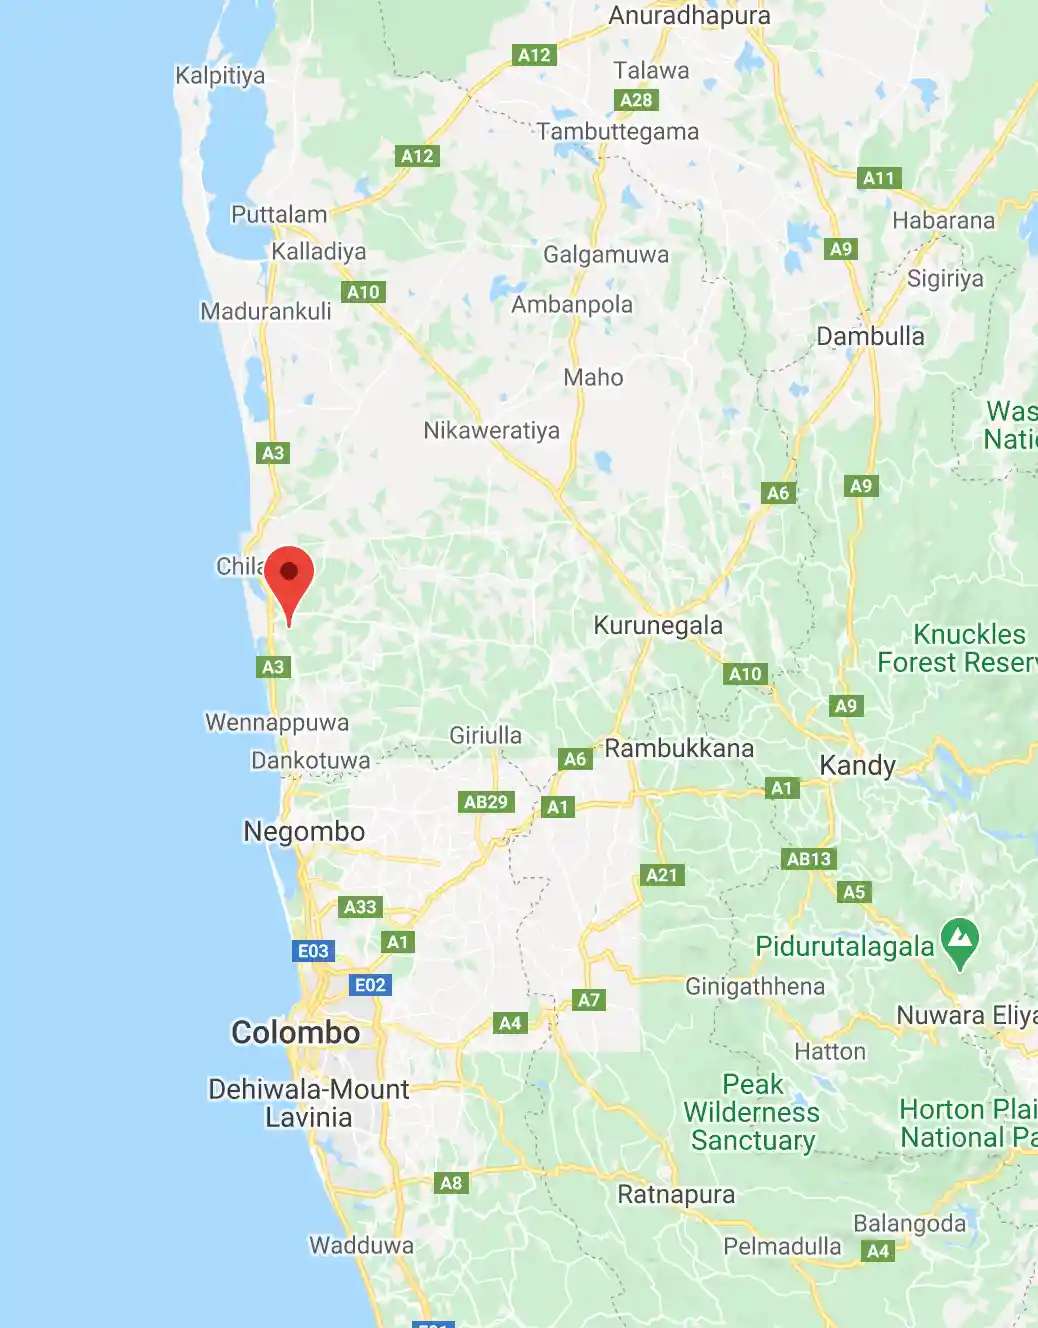 Anuradhapura
A12
Kalpitiya
Talawa
A28
Tambuttegama
A12
A11
Puttalam
Habarana
Kalladiya
A9
Galgamuwa
Sigiriya
A10
Ambanpola
Madurankuli
Dambulla
Maho
Was
Nati
Nikaweratiya
A3
A9
A6
Chila
Kurunegala
Knuckles
Forest Reser
A3
A10
A9
Wennappuwa
Giriulla
Rambukkana
Dankotuwa
A6
Kandy
A1
AB29
A1
Negombo
AB13
A21
A5
A33
A1
Pidurutalagala
E03
E02
Ginigathhena
A7
Nuwara Eliya
A4
Colombo
Hatton
Dehiwala-Mount
Lavinia
Peak
Wilderness
Sanctuary
Horton Plai
National Pa
A8
Ratnapura
Balangoda
Wadduwa
Pelmadulla
A4